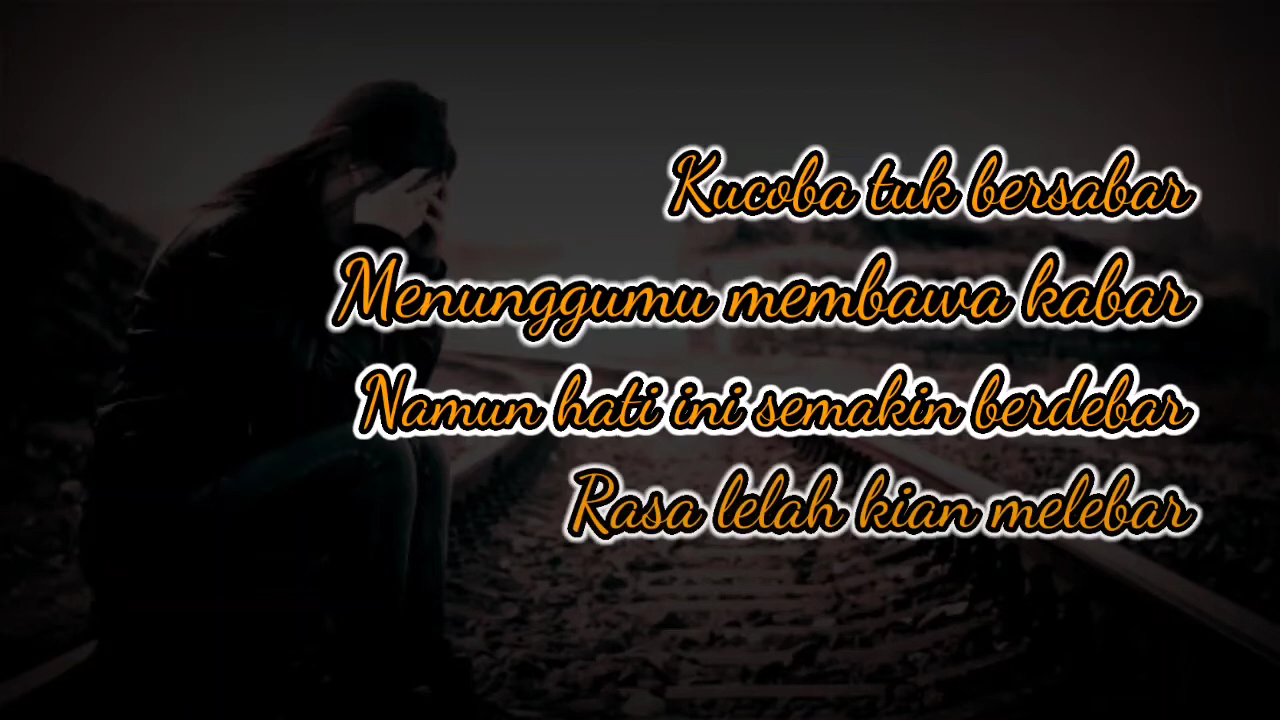 Kucoba tuk bersabar
Menunggumu membawa kabar
Namun hati ini semakin berdebar
Rasa lelah kian melebar